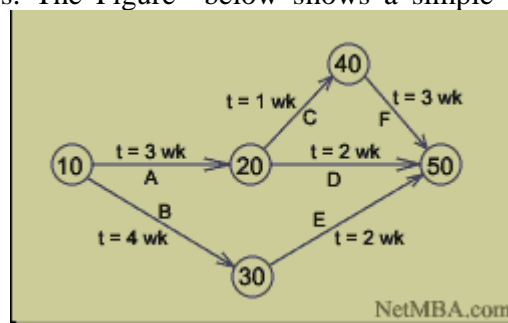 s. The Figure below shows a simple
40
t = 1 wk
C
t = 3 wk
F
10
t = 3 wk
A
20
t = 2 wk
D
50
B
t = 4 wk
E
t = 2 wk
30
NetMBA.com